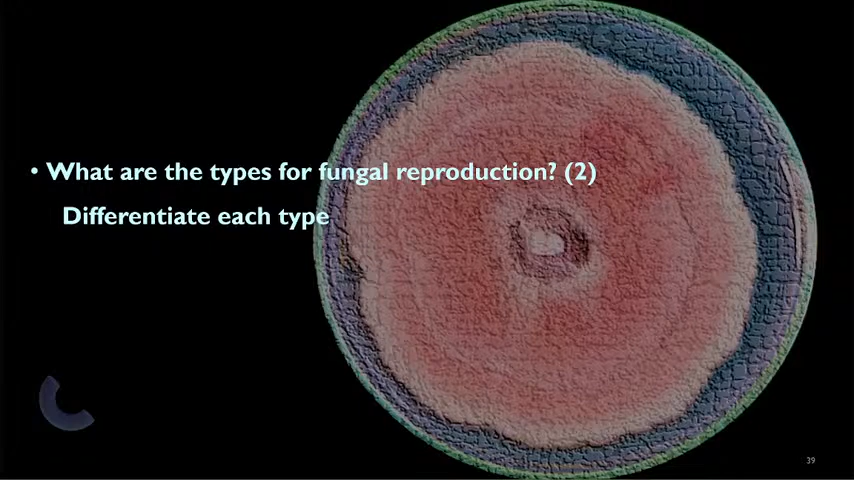 • What are the types for fungal reproduction? (2)
Differentiate each type
39